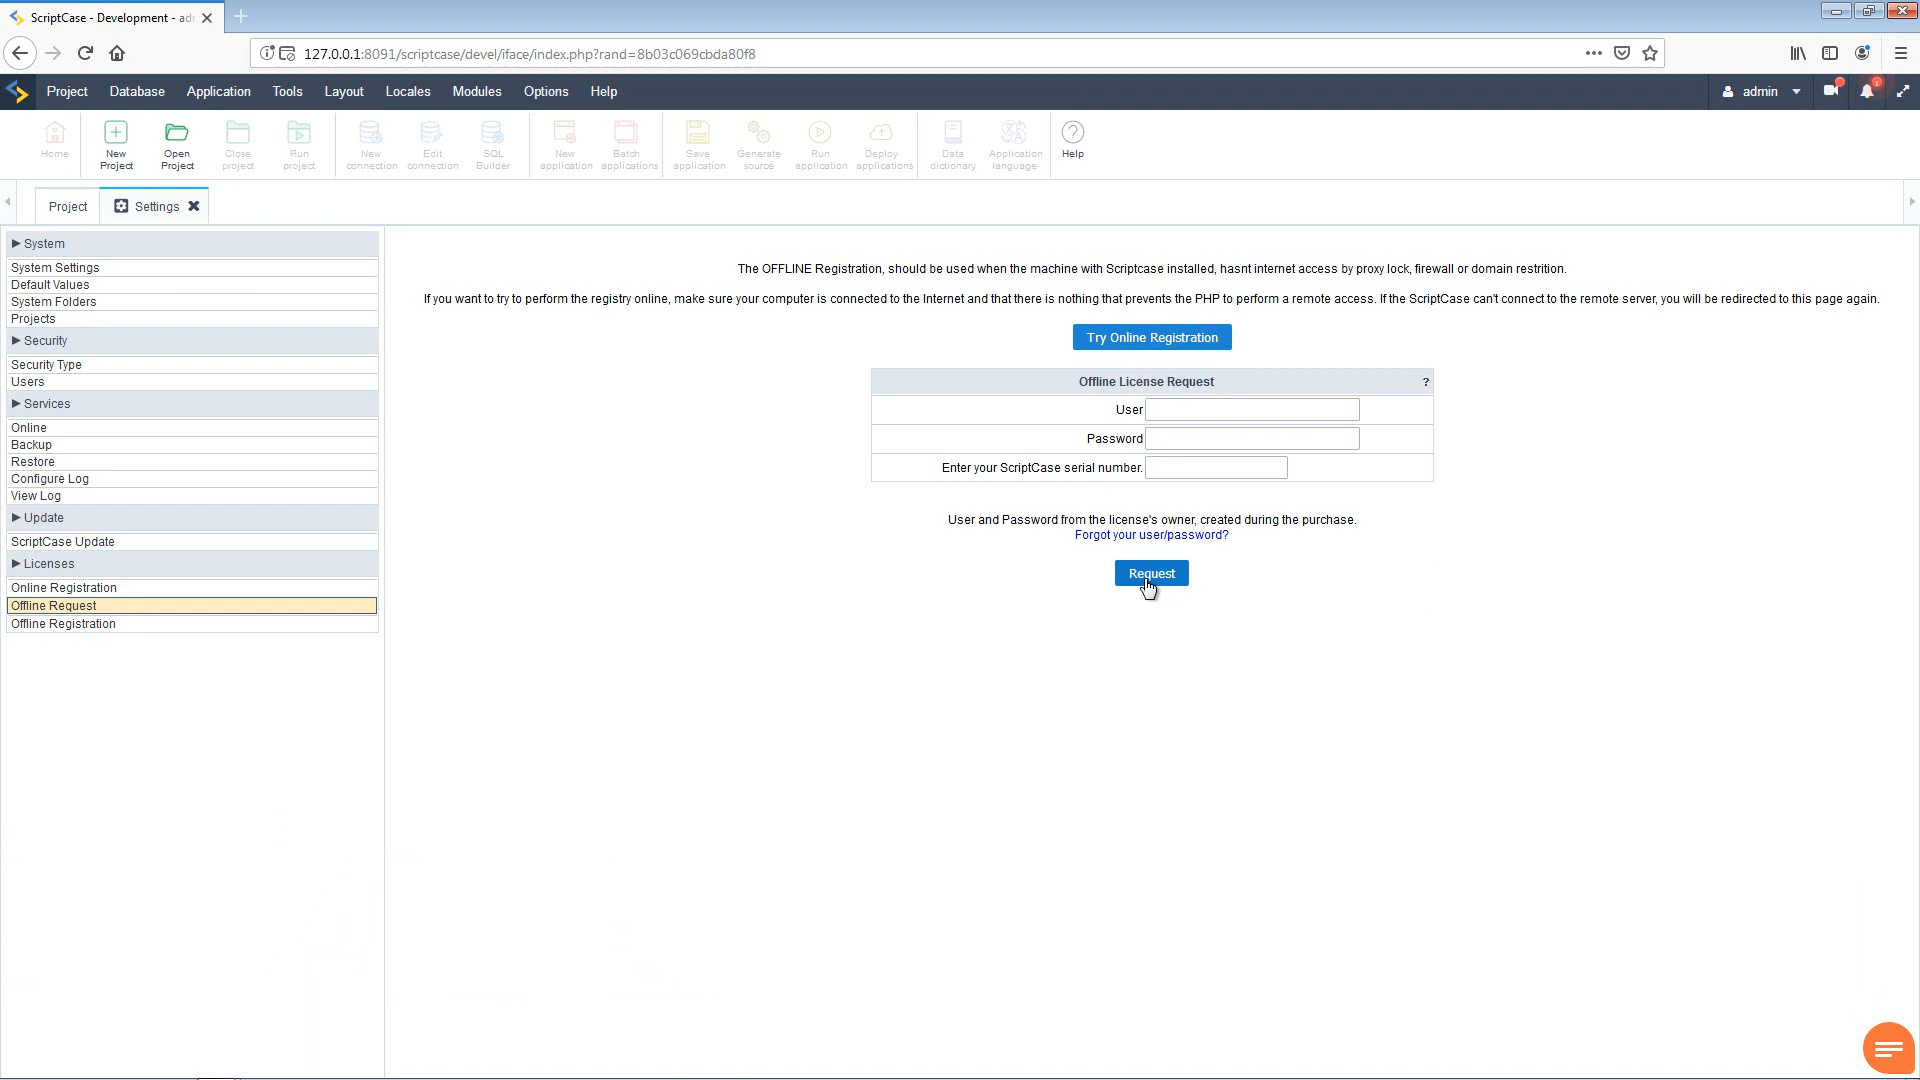 ScriptCase - Development - adr
127.0.0.1:8091/scriptcase/devel/iface/index.php?rand=8b03c069cbda80f8
Project Database Application Tools Layout Locales Modules Options Help admin
Home
New Project
Open Project
Close project
Run project
New connection
Edit connection
SQL Builder
New application
Batch applications
Save application
Generate source
Run application
Deploy applications
Data dictionary
Application language
Help
Project Settings
System
System Settings
Default Values
System Folders
Projects
Security
Security Type
Users
Services
Online
Backup
Restore
Configure Log
View Log
Update
ScriptCase Update
Licenses
Online Registration
Offline Request
Offline Registration
The OFFLINE Registration, should be used when the machine with Scriptcase installed, hasnt internet access by proxy lock, firewall or domain restrition.
If you want to try to perform the registry online, make sure your computer is connected to the Internet and that there is nothing that prevents the PHP to perform a remote access. If the ScriptCase can't connect to the remote server, you will be redirected to this page again.
Try Online Registration
Offline License Request ?
User
Password
Enter your ScriptCase serial number.
User and Password from the license's owner, created during the purchase.
Forgot your user/password?
Request